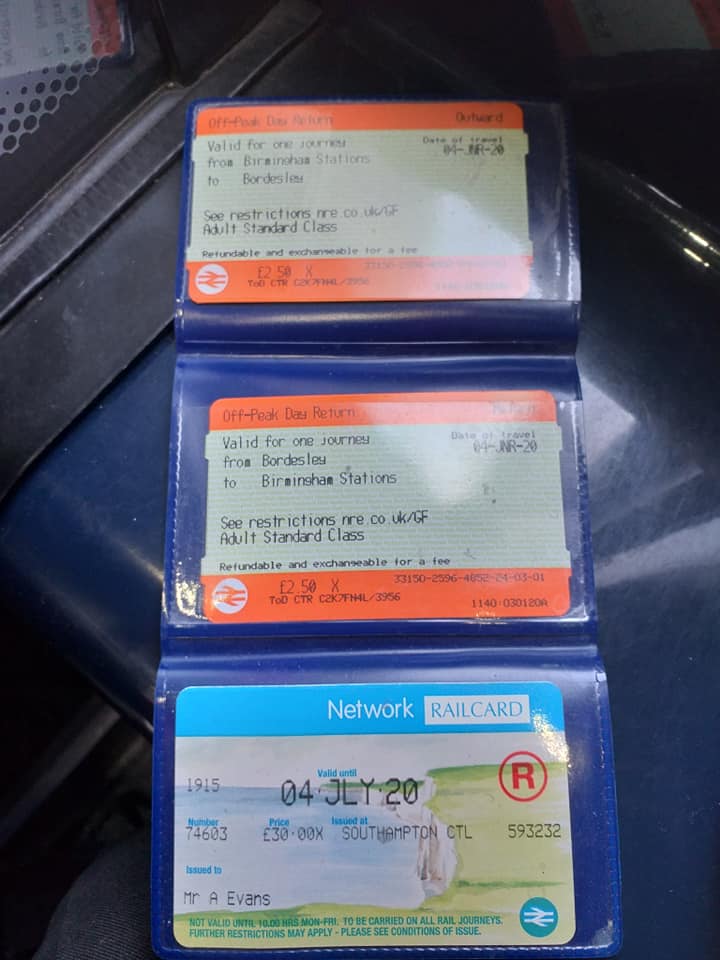 Off-Peak Day Return Outward
Valid for one journey Date of travel
from Birmingham Stations 04-JNR-20
to Bordesley
See restrictions nre.co.uk/GF
Adult Standard Class
Refundable and exchangeable for a fee
£2.50 X
ToD CTR C2K7FN4L/3956
Off-Peak Day Return
Valid for one journey Date of travel
from Bordesley 04-JNR-20
to Birmingham Stations
See restrictions nre.co.uk/GF
Adult Standard Class
Refundable and exchangeable for a fee
£2.50 X 33150-2596-4852-24-03-01
ToD CTR C2K7FN4L/3956 1140:030120A
Network RAILCARD
Valid until
1915 04·JLY·20 R
Number Price Issued at
74603 £30·00X SOUTHAMPTON CTL 593232
Issued to
Mr A Evans
NOT VALID UNTIL 10.00 HRS MON-FRI. TO BE CARRIED ON ALL RAIL JOURNEYS.
FURTHER RESTRICTIONS MAY APPLY - PLEASE SEE CONDITIONS OF ISSUE.